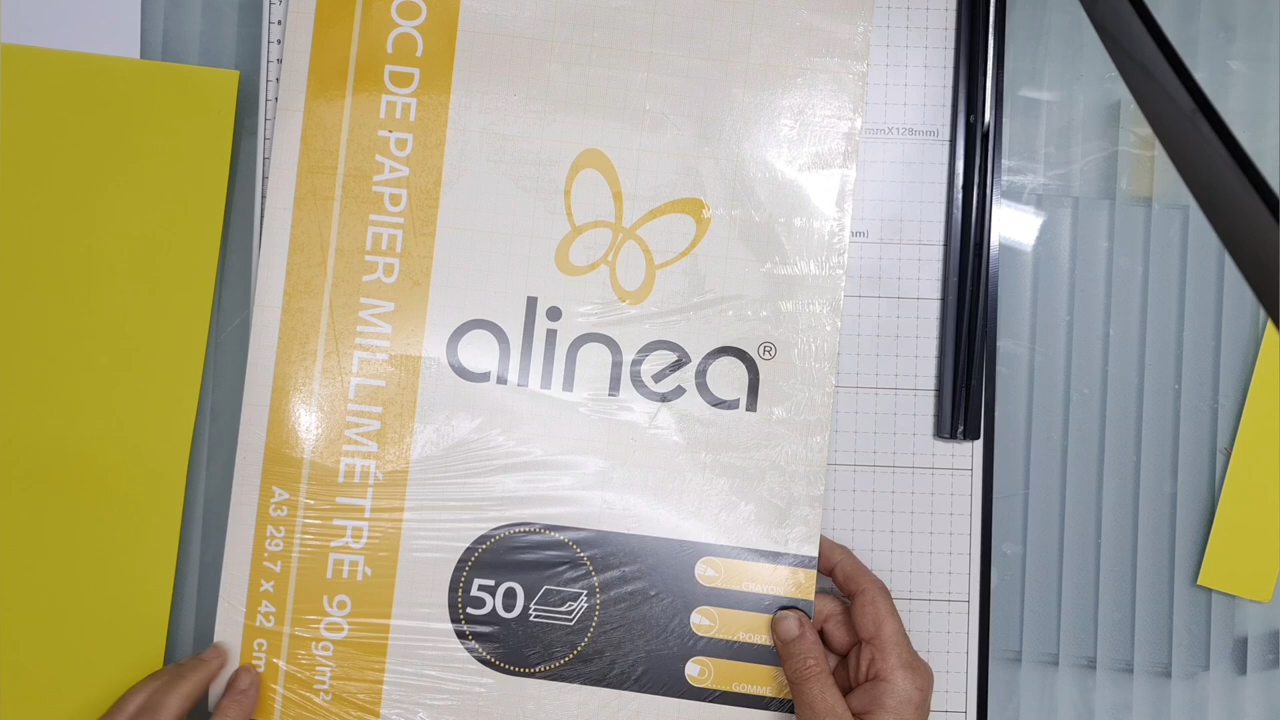 OC DE PAPIER MILLIMÉTRÉ 90g/m²
A3 29.7 x 42 cm
alinea®
50
CRAYON
GOMME
mmX128mm)